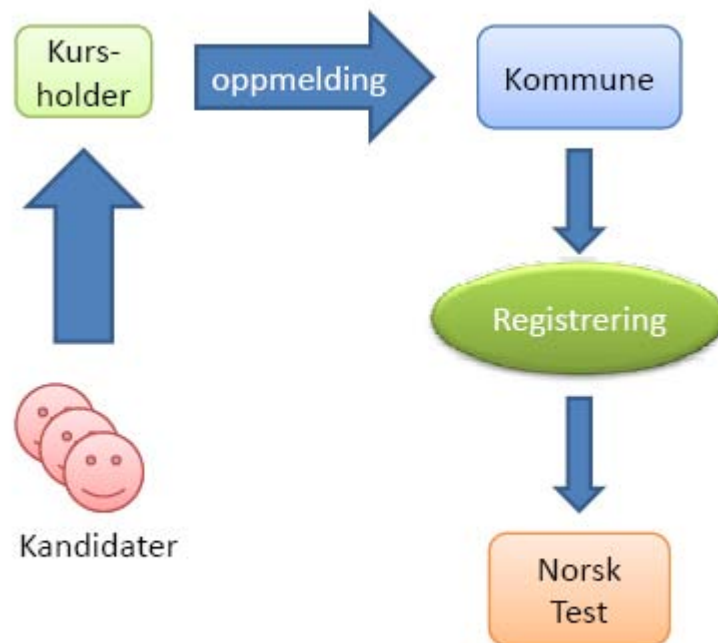 Kurs-
holder
oppmelding
Kommune
Registrering
Kandidater
Norsk
Test